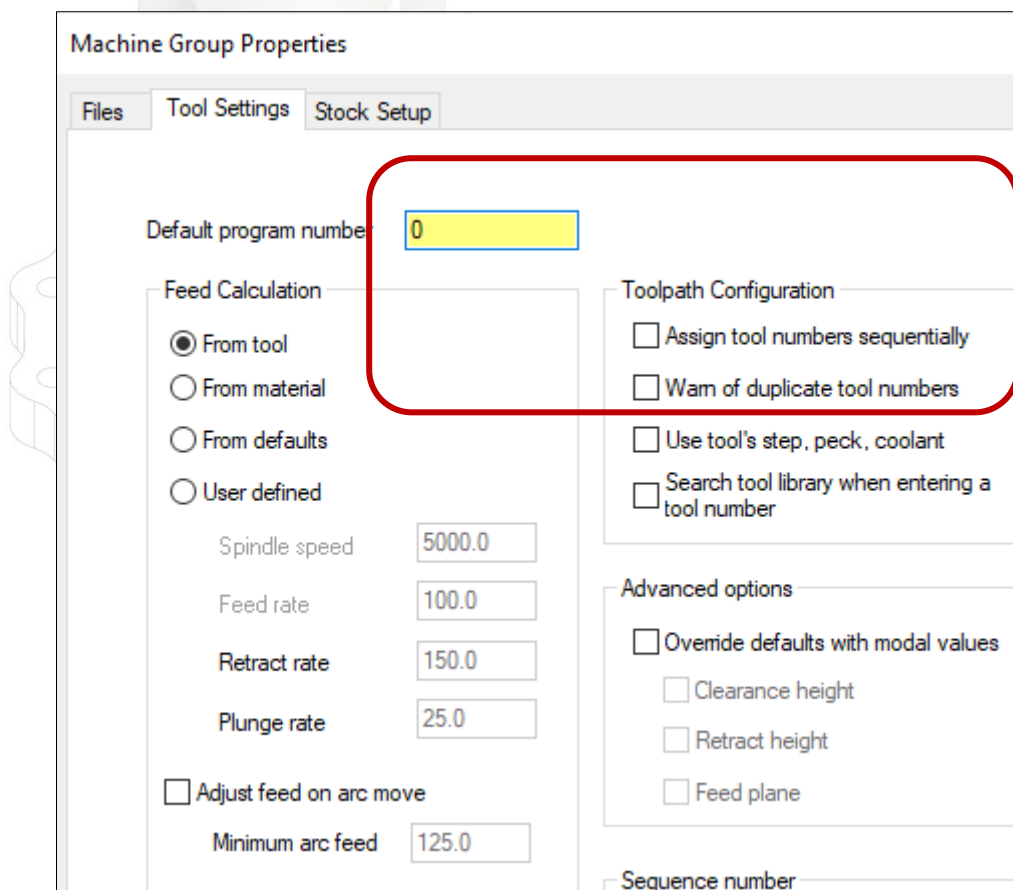 Machine Group Properties
Files Tool Settings Stock Setup
Default program number 0
Feed Calculation
From tool
From material
From defaults
User defined
Spindle speed 5000.0
Feed rate 100.0
Retract rate 150.0
Plunge rate 25.0
Adjust feed on arc move
Minimum arc feed 125.0
Toolpath Configuration
Assign tool numbers sequentially
Warn of duplicate tool numbers
Use tool's step, peck, coolant
Search tool library when entering a
tool number
Advanced options
Override defaults with modal values
Clearance height
Retract height
Feed plane
Sequence number